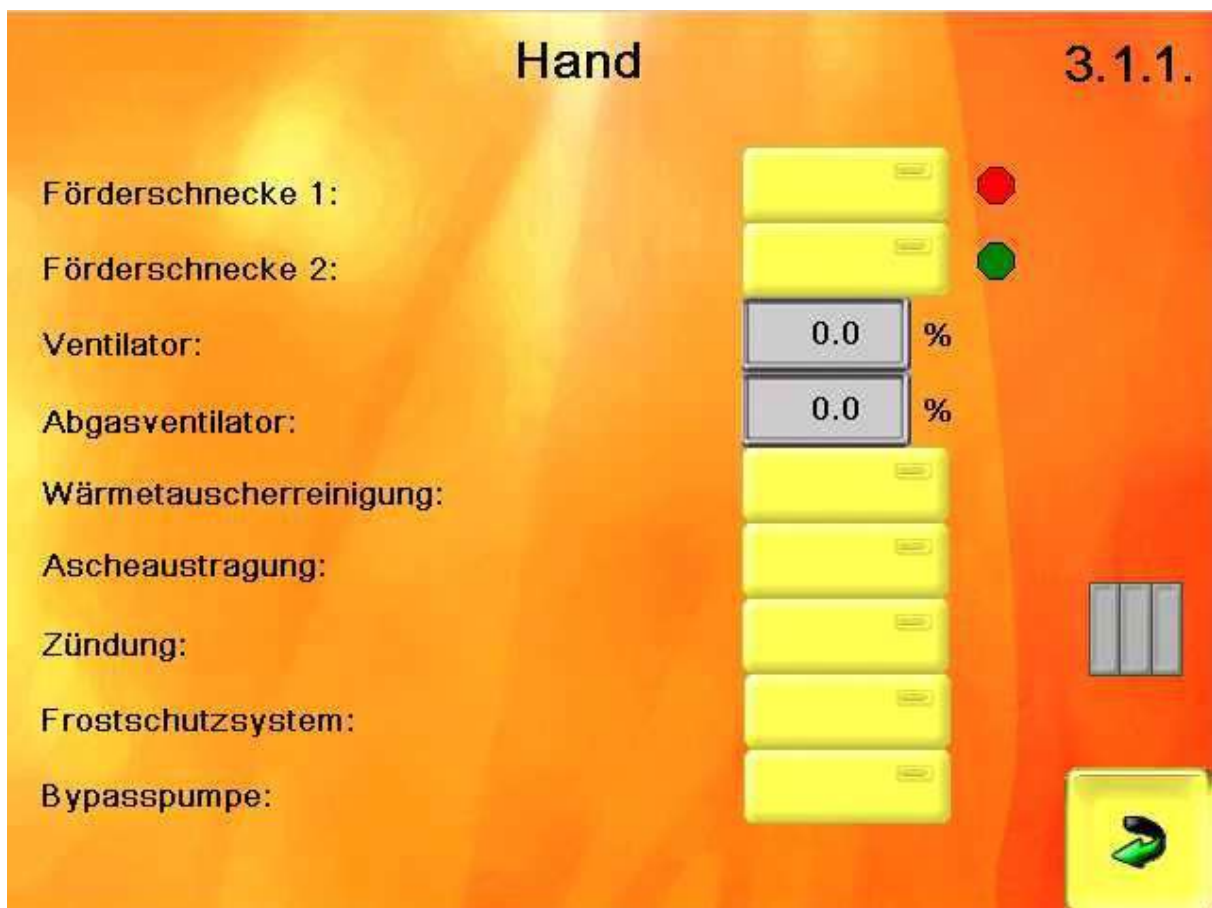 Hand 3.1.1.
Förderschnecke 1:
Förderschnecke 2:
Ventilator: 0.0 %
Abgasventilator: 0.0 %
Wärmetauscherreinigung:
Ascheaustragung:
Zündung:
Frostschutzsystem:
Bypasspumpe: